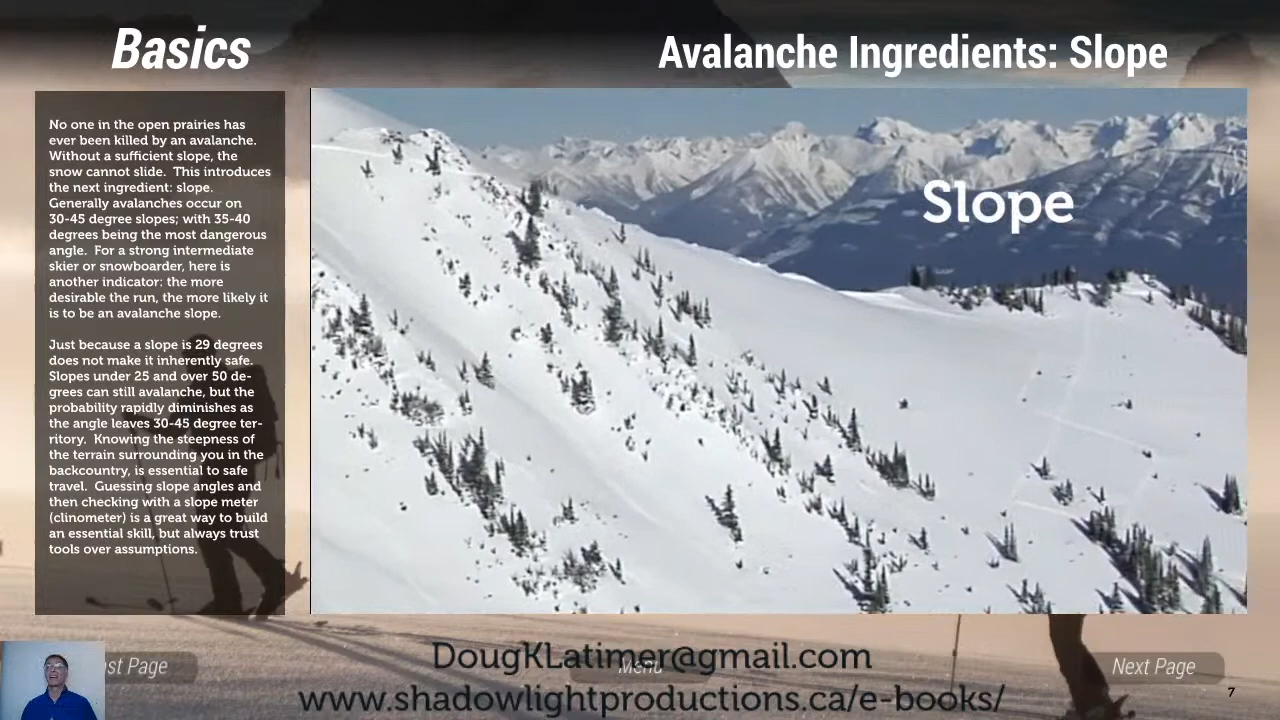 Basics
Avalanche Ingredients: Slope
No one in the open prairies has
ever been killed by an avalanche.
Without a sufficient slope, the
snow cannot slide. This introduces
the next ingredient: slope.
Generally avalanches occur on
30-45 degree slopes; with 35-40
degrees being the most dangerous
angle. For a strong intermediate
skier or snowboarder, here is
another indicator: the more
desirable the run, the more likely it
is to be an avalanche slope.
Just because a slope is 29 degrees
does not make it inherently safe.
Slopes under 25 and over 50 de-
grees can still avalanche, but the
probability rapidly diminishes as
the angle leaves 30-45 degree ter-
ritory. Knowing the steepness of
the terrain surrounding you in the
backcountry, is essential to safe
travel. Guessing slope angles and
then checking with a slope meter
(clinometer) is a great way to build
an essential skill, but always trust
tools over assumptions.
Slope
DougKLatimer@gmail.com
Page
Menu
Next Page
www.shadowlightproductions.ca/e-books/
7